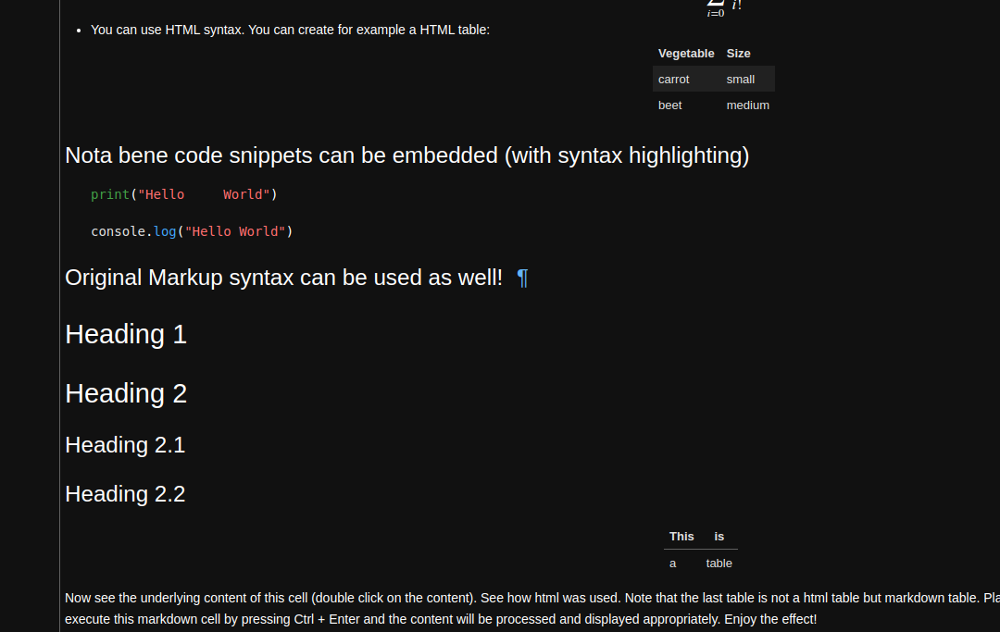 i=0 i!
• You can use HTML syntax. You can create for example a HTML table:
Vegetable Size
carrot small
beet medium
Nota bene code snippets can be embedded (with syntax highlighting)
print("Hello     World")
console.log("Hello World")
Original Markup syntax can be used as well! ¶
Heading 1
Heading 2
Heading 2.1
Heading 2.2
This is
a table
Now see the underlying content of this cell (double click on the content). See how html was used. Note that the last table is not a html table but markdown table.
execute this markdown cell by pressing Ctrl + Enter and the content will be processed and displayed appropriately. Enjoy the effect!